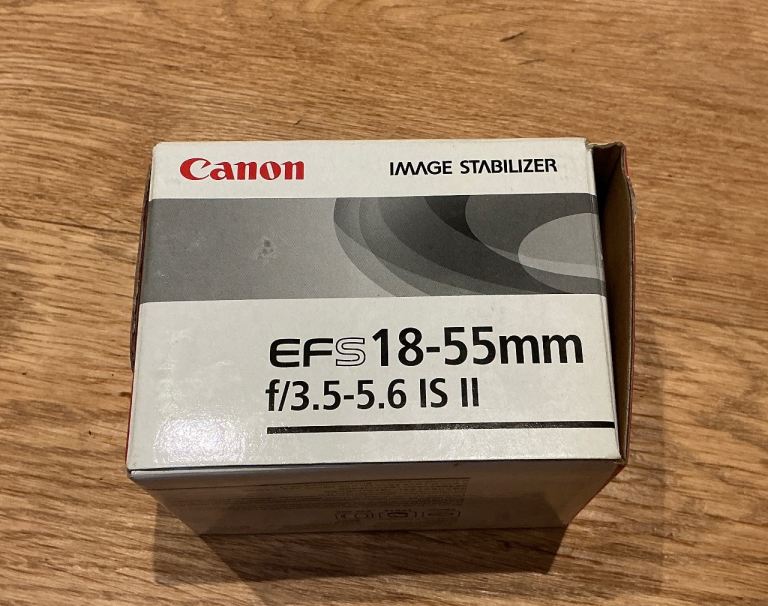 Canon
IMAGE STABILIZER
EFS18-55mm
f/3.5-5.6 IS II